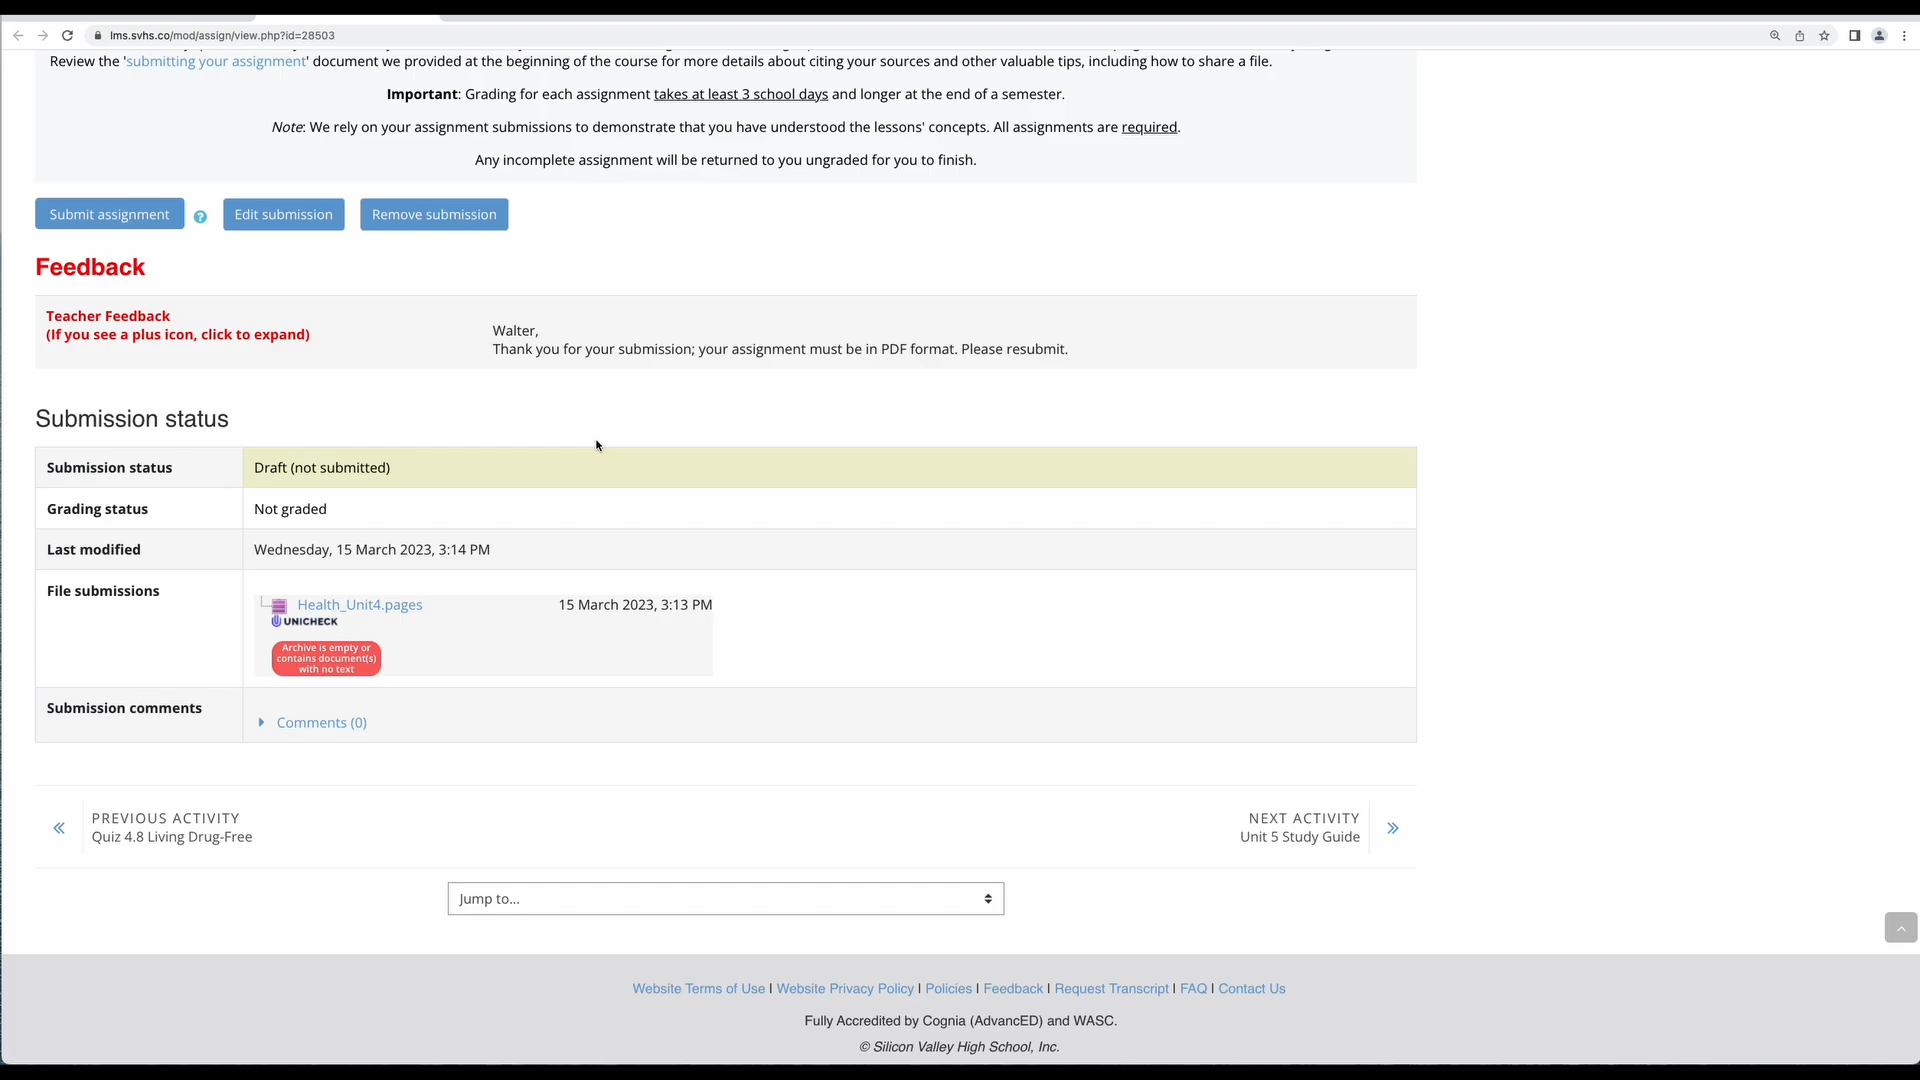 lms.svhs.co/mod/assign/view.php?id=28503
Review the 'submitting your assignment' document we provided at the beginning of the course for more details about citing your sources and other valuable tips, including how to share a file.
Important: Grading for each assignment takes at least 3 school days and longer at the end of a semester.
Note: We rely on your assignment submissions to demonstrate that you have understood the lessons' concepts. All assignments are required.
Any incomplete assignment will be returned to you ungraded for you to finish.
Submit assignment ? Edit submission Remove submission
Feedback
Teacher Feedback
(If you see a plus icon, click to expand)
Walter,
Thank you for your submission; your assignment must be in PDF format. Please resubmit.
Submission status
Submission status Draft (not submitted)
Grading status Not graded
Last modified Wednesday, 15 March 2023, 3:14 PM
File submissions
Health_Unit4.pages 15 March 2023, 3:13 PM
UNICHECK
Archive is empty or
contains document(s)
with no text
Submission comments
Comments (0)
PREVIOUS ACTIVITY
Quiz 4.8 Living Drug-Free
NEXT ACTIVITY
Unit 5 Study Guide
Jump to...
Website Terms of Use | Website Privacy Policy | Policies | Feedback | Request Transcript | FAQ | Contact Us
Fully Accredited by Cognia (AdvancED) and WASC.
© Silicon Valley High School, Inc.